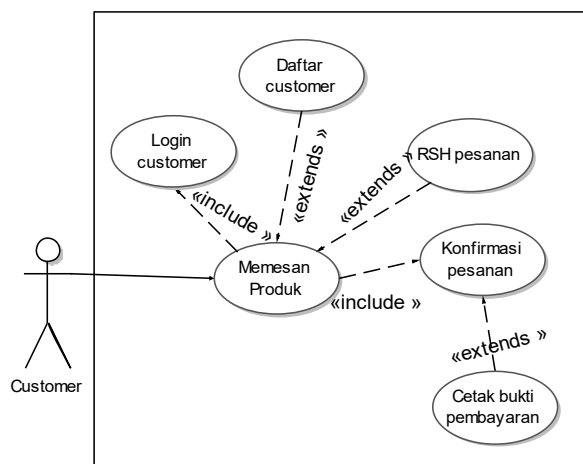 Daftar
customer
Login
customer
«extends »
RSH pesanan
«include »
«extends »
Memesan
Produk
Konfirmasi
pesanan
«include »
«extends »
Customer
Cetak bukti
pembayaran